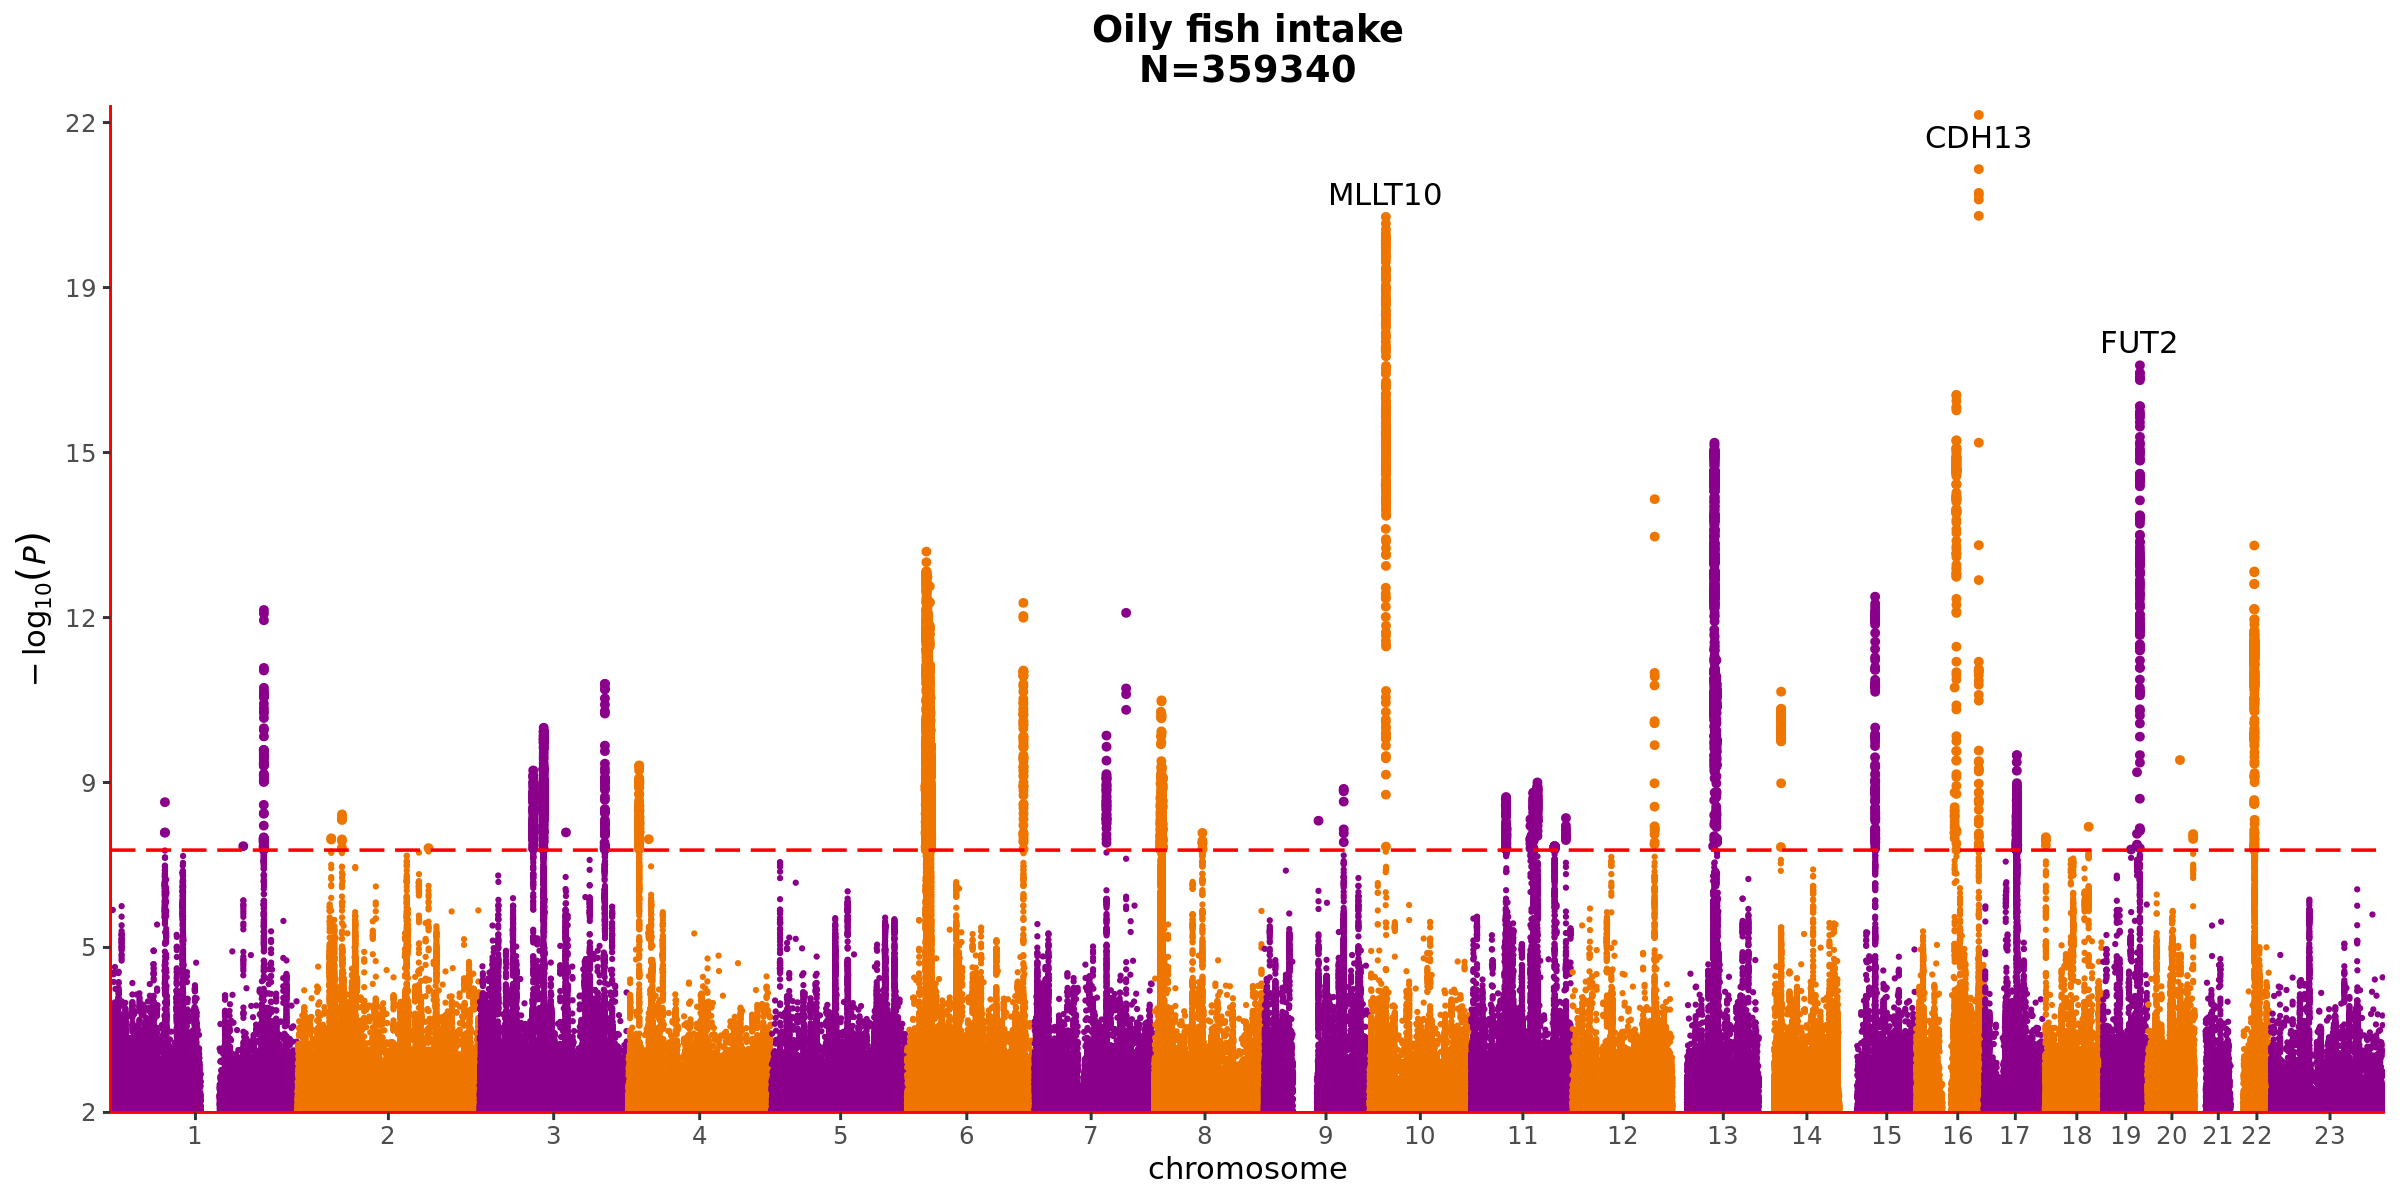 Oily fish intake
N=359340
22
CDH13
MLLT10
19
FUT2
15
12
9
5
2
−log10(P)
1 2 3 4 5 6 7 8 9 10 11 12 13 14 15 16 17 18 19 20 21 22 23
chromosome